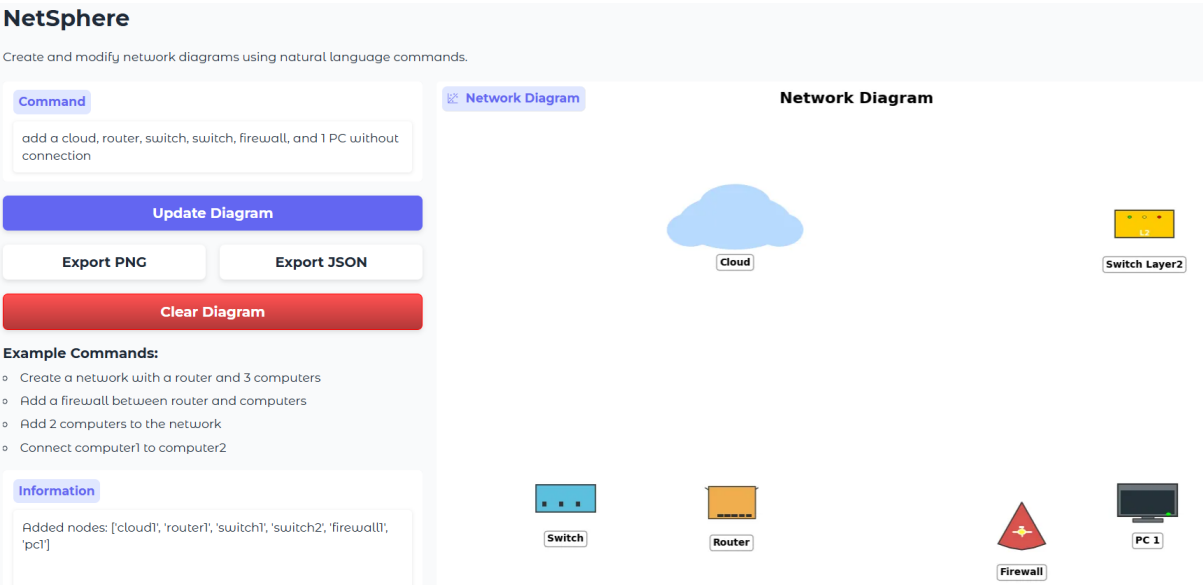 NetSphere
Create and modify network diagrams using natural language commands.
Command
add a cloud, router, switch, switch, firewall, and 1 PC without
connection
Update Diagram
Export PNG
Export JSON
Clear Diagram
Example Commands:
Create a network with a router and 3 computers
Add a firewall between router and computers
Add 2 computers to the network
Connect computer1 to computer2
Information
Added nodes: ['cloud1', 'router1', 'switch1', 'switch2', 'firewall1',
'pc1']
Network Diagram
Network Diagram
Cloud
L2
Switch Layer2
Switch
Router
Firewall
PC 1